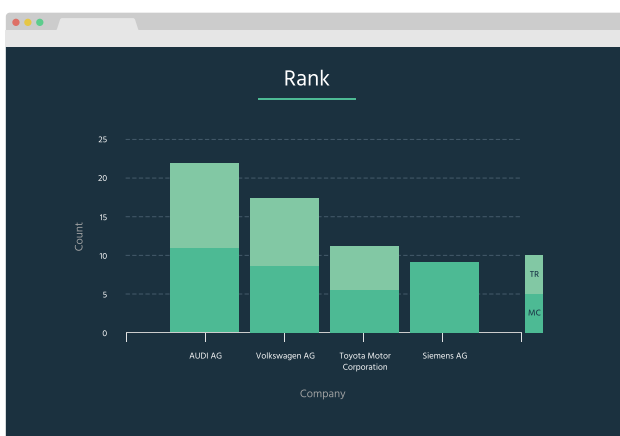 Rank
25
20
15
10
5
0
Count
TR
MC
AUDI AG
Volkswagen AG
Toyota Motor
Corporation
Siemens AG
Company